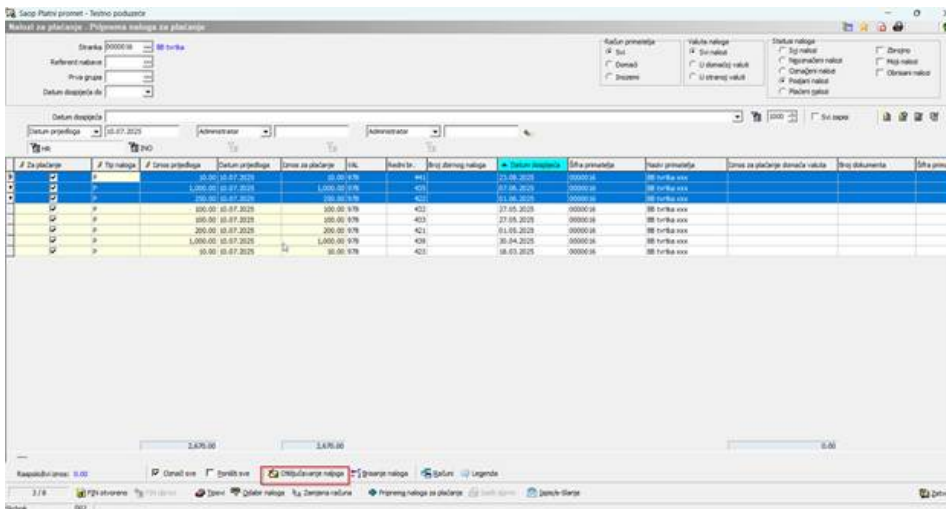 Saop Platni promet - Testno poduzeće
Nalozi za plaćanje - Priprema naloga za plaćanje
Stranka 0000016 BB tvrtka
Referent nabave
Prva grupa
Datum dospijeća do
Račun primatelja
Svi
Domaći
Inozemni
Valuta naloga
Svi nalozi
U domaćoj valuti
U stranoj valuti
Status naloga
Svi nalozi
Neoznačeni nalozi
Označeni nalozi
Poslani nalozi
Plaćeni nalozi
Zbrojno
Moji nalozi
Obrisani nalozi
Datum dospijeća 1000 Svi zapisi
Datum prijedloga 10.07.2025 Administrator Administrator
HR INO
Za plaćanje Tip naloga Iznos prijedloga Datum prijedloga Iznos za plaćanje VAL Redni br. Broj zbirnog naloga Datum dospijeća Šifra primatelja Naziv primatelja Iznos za plaćanje domaća valuta Broj dokumenta
P 10.00 10.07.2025 10.00 978 441 23.08.2025 0000016 BB tvrtka xxx
P 1,000.00 10.07.2025 1,000.00 978 435 07.06.2025 0000016 BB tvrtka xxx
P 250.00 10.07.2025 250.00 978 422 01.06.2025 0000016 BB tvrtka xxx
P 100.00 10.07.2025 100.00 978 432 27.05.2025 0000016 BB tvrtka xxx
P 100.00 10.07.2025 100.00 978 433 27.05.2025 0000016 BB tvrtka xxx
P 200.00 10.07.2025 200.00 978 421 01.05.2025 0000016 BB tvrtka xxx
P 1,000.00 10.07.2025 1,000.00 978 438 30.04.2025 0000016 BB tvrtka xxx
P 10.00 10.07.2025 10.00 978 423 18.03.2025 0000016 BB tvrtka xxx
2,670.00 2,670.00 0.00
Raspoloživi iznos: 0.00 Označi sve Poništi sve Otključavanje naloga Brisanje naloga Računi Legenda
3/8 FIN otvoreno Tipovi Odabir naloga Zamjena računa Pripremi naloga za plaćanje Ispis/e-Slanje